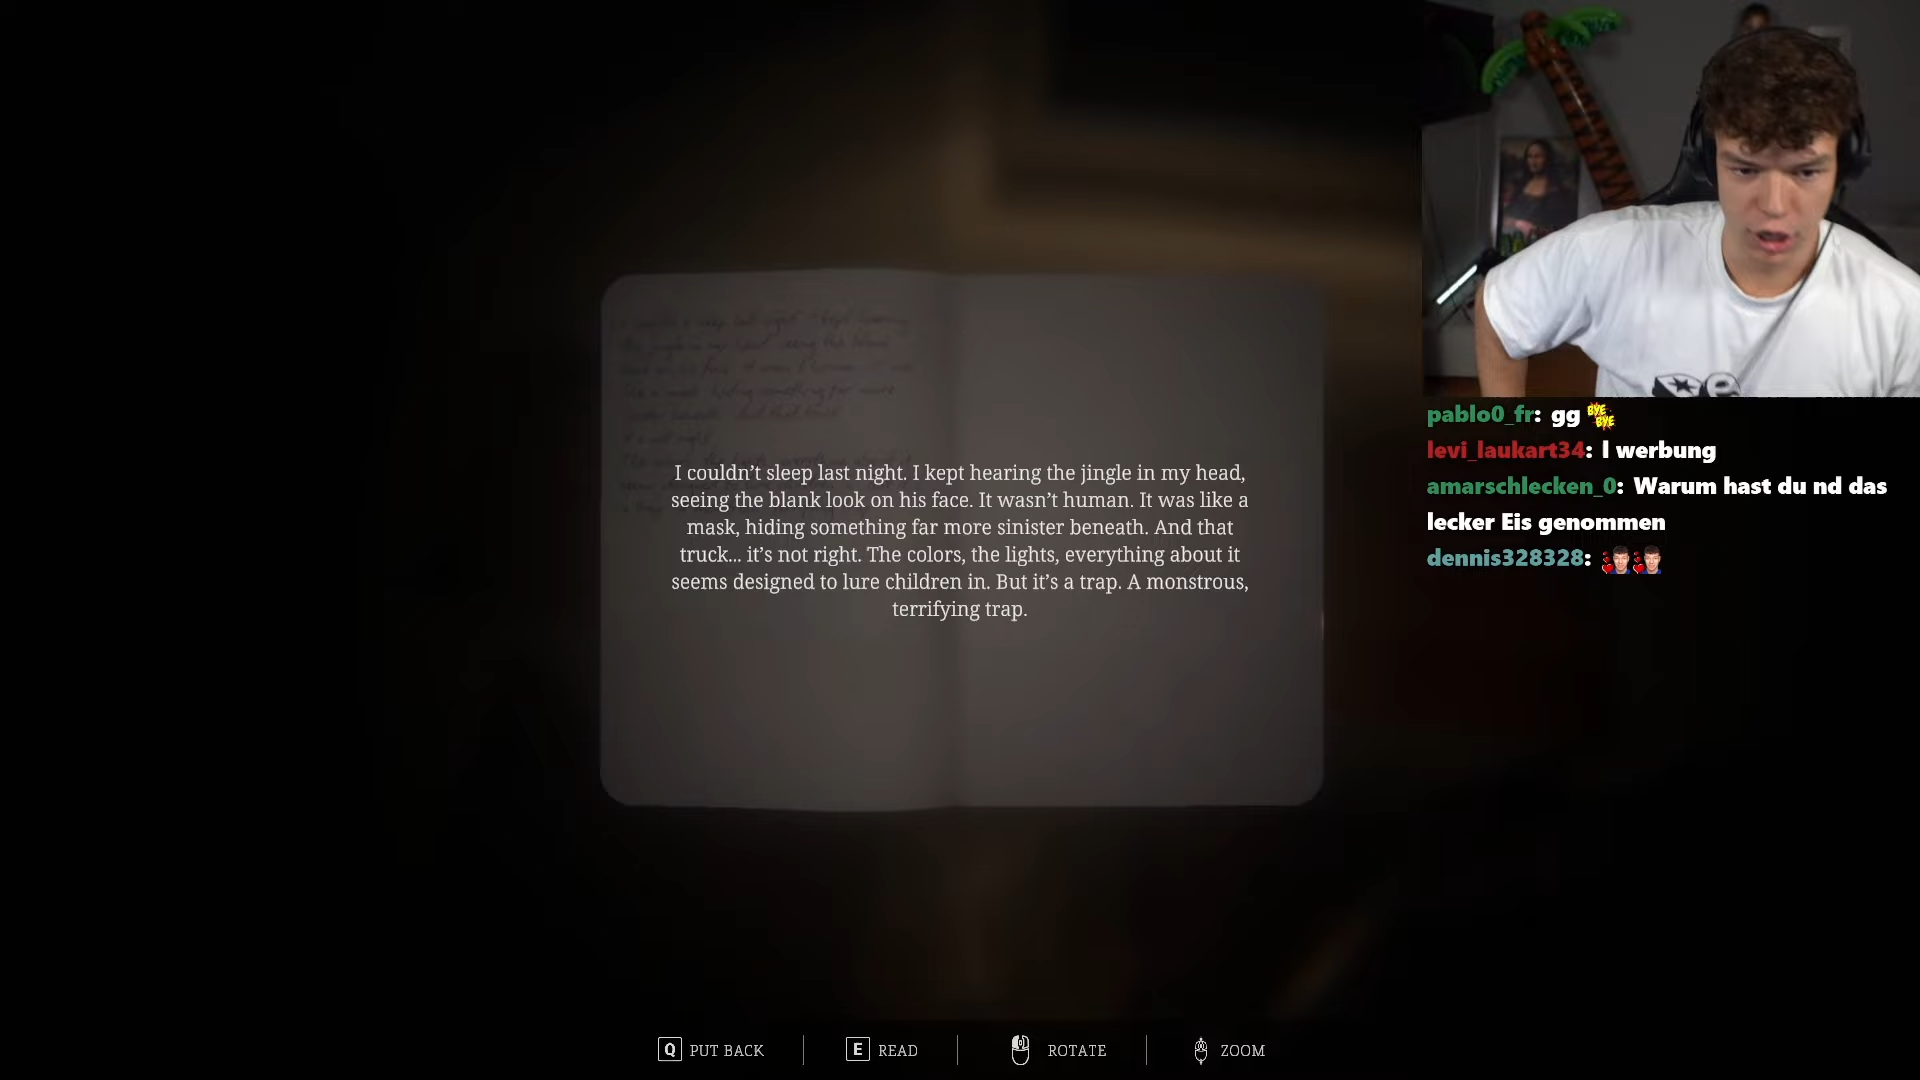 I couldn’t sleep last night. I kept hearing the jingle in my head,
seeing the blank look on his face. It wasn’t human. It was like a
mask, hiding something far more sinister beneath. And that
truck... it’s not right. The colors, the lights, everything about it
seems designed to lure children in. But it’s a trap. A monstrous,
terrifying trap.
pablo0_fr: gg BYE BYE
levi_laukart34: l werbung
amarschlecken_0: Warum hast du nd das
lecker Eis genommen
dennis328328:
Q PUT BACK
E READ
ROTATE
ZOOM